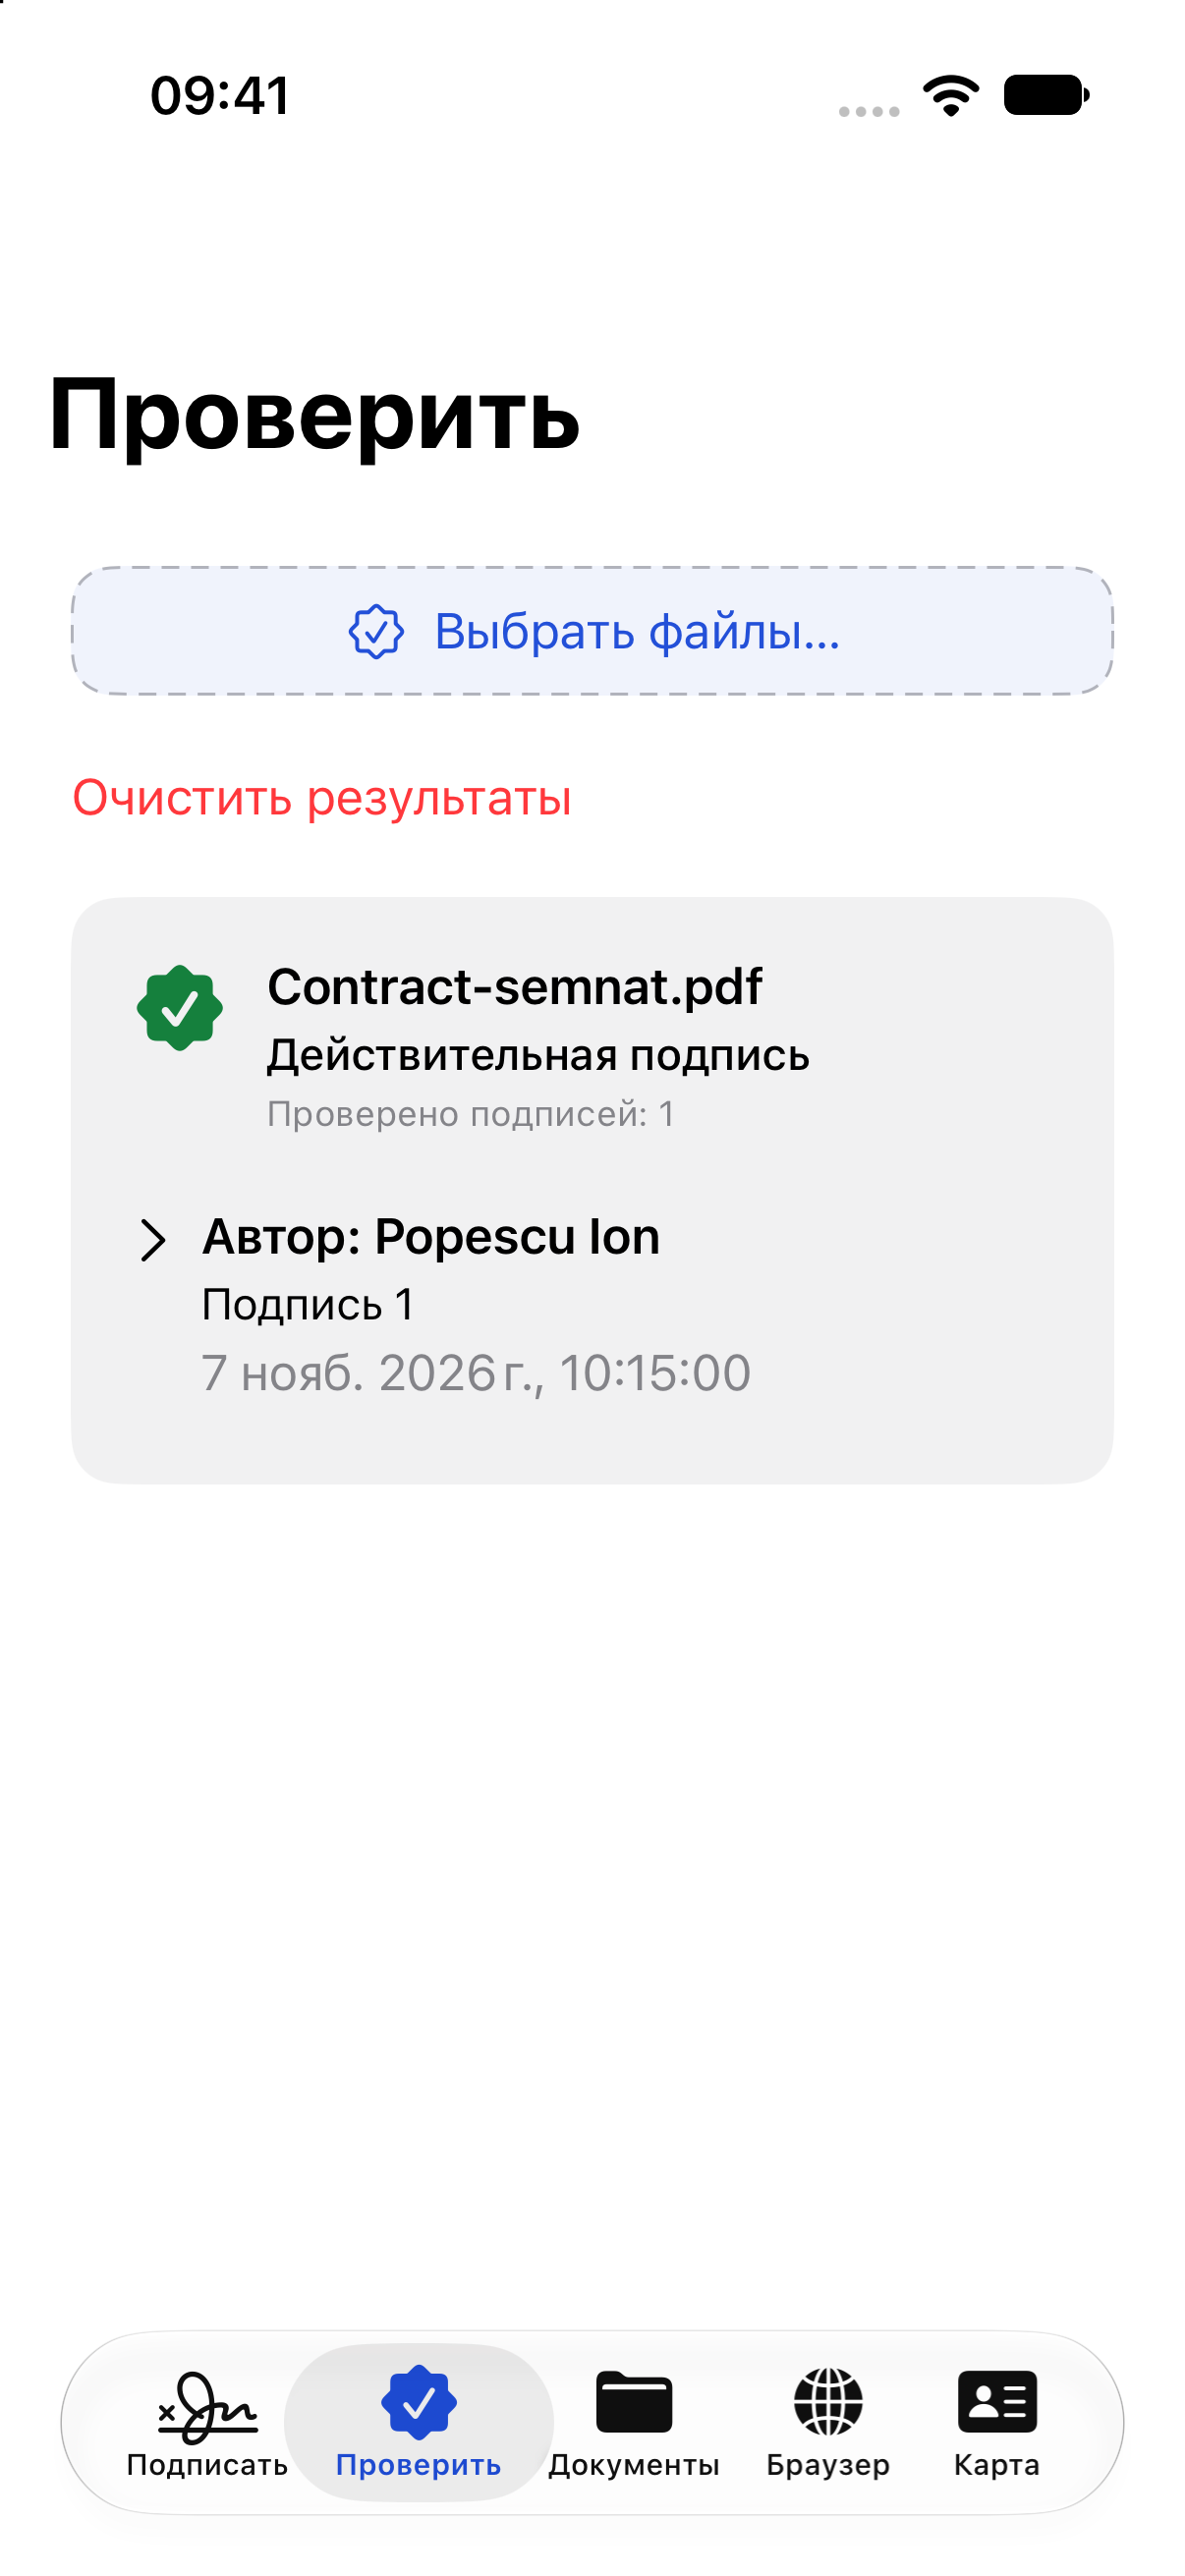 09:41
Проверить
Выбрать файлы...
Очистить результаты
Contract-semnat.pdf
Действительная подпись
Проверено подписей: 1
Автор: Popescu Ion
Подпись 1
7 нояб. 2026 г., 10:15:00
Подписать
Проверить
Документы
Браузер
Карта